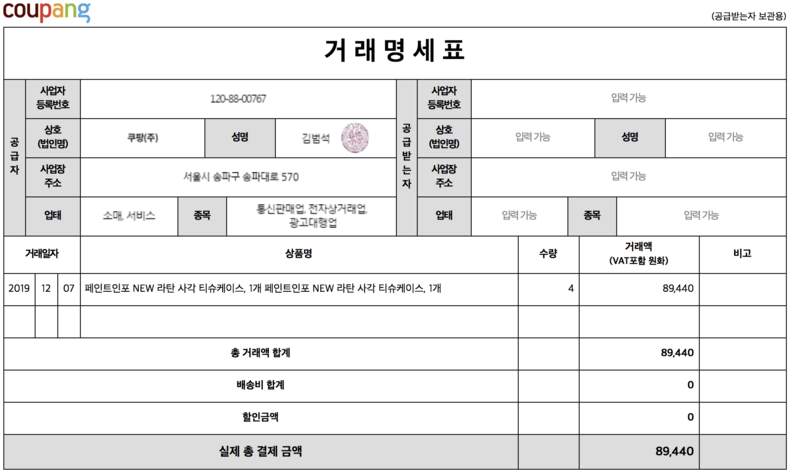 coupang
(공급받는자 보관용)
거 래 명 세 표
공급자
사업자 등록번호
120-88-00767
상호 (법인명)
쿠팡(주)
성명
김범석
사업장 주소
서울시 송파구 송파대로 570
업태
소매, 서비스
종목
통신판매업, 전자상거래업,
광고대행업
공급받는자
사업자 등록번호
입력 가능
상호 (법인명)
입력 가능
성명
입력 가능
사업장 주소
입력 가능
업태
입력 가능
종목
입력 가능
거래일자 상품명 수량 거래액 (VAT포함 원화) 비고
2019 12 07 페인트인포 NEW 라탄 사각 티슈케이스, 1개 페인트인포 NEW 라탄 사각 티슈케이스, 1개 4 89,440
총 거래액 합계 89,440
배송비 합계 0
할인금액 0
실제 총 결제 금액 89,440